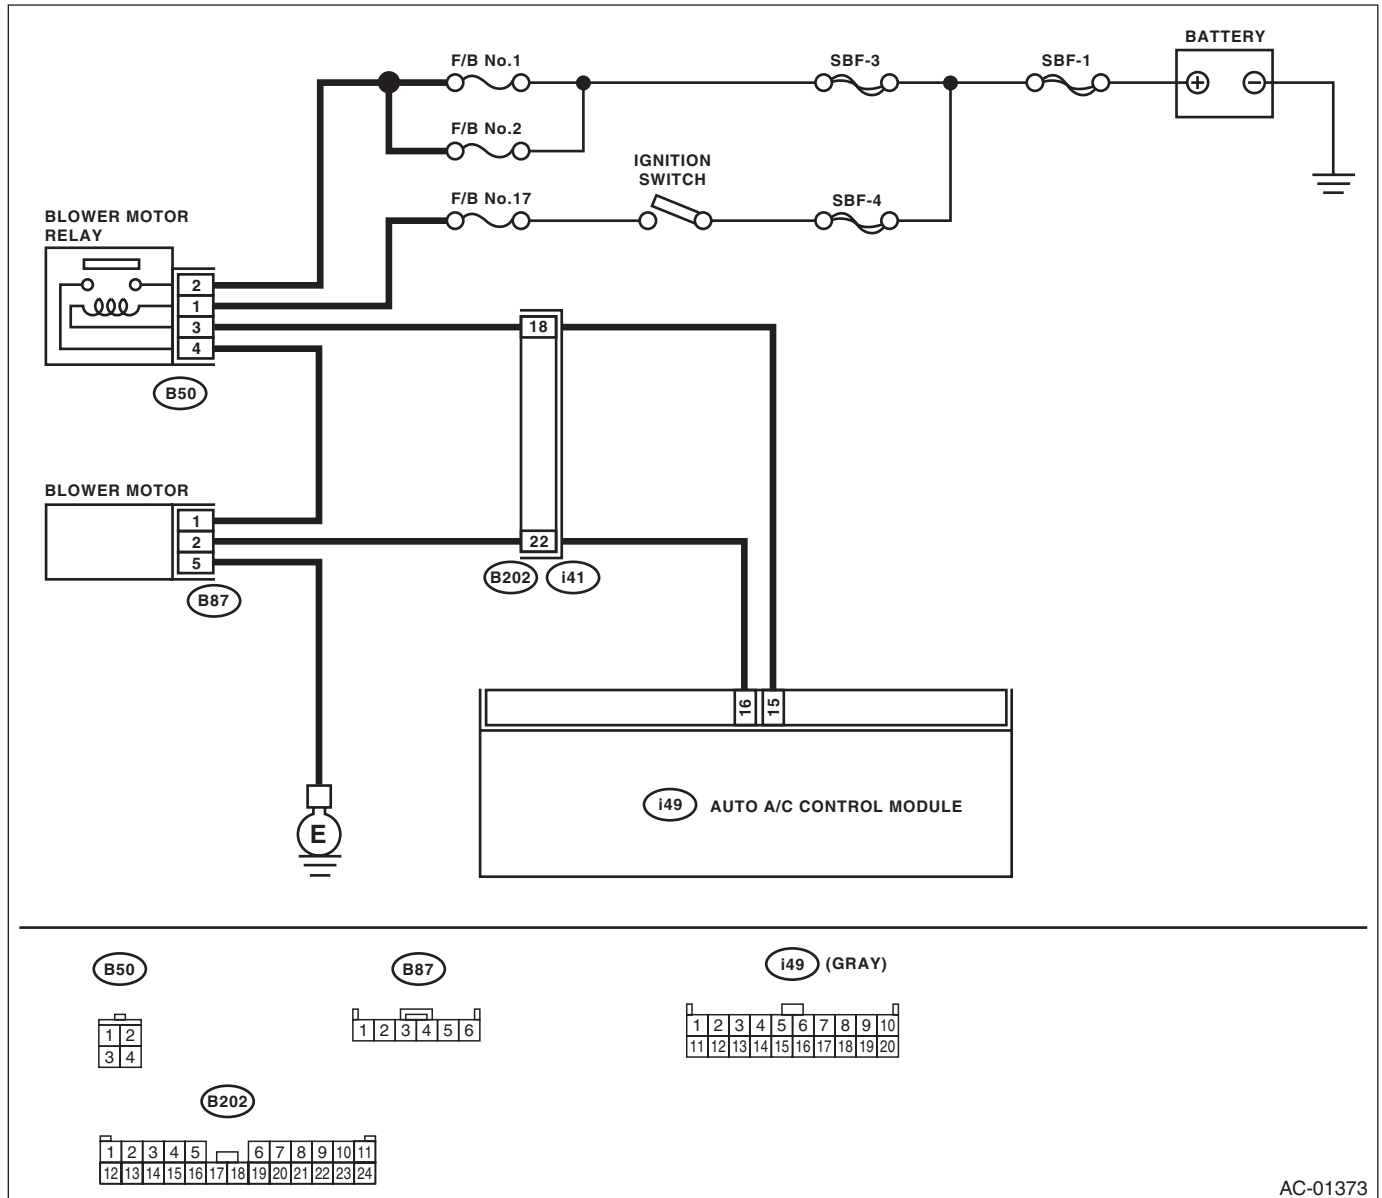 BATTERY
F/B No.1
SBF-3
SBF-1
F/B No.2
IGNITION
SWITCH
F/B No.17
SBF-4
BLOWER MOTOR
RELAY
2
1
3
4
18
B50
BLOWER MOTOR
1
2
5
22
B202
i41
B87
16
15
E
i49
AUTO A/C CONTROL MODULE
B50
B87
i49 (GRAY)
1 2
3 4
1 2 3 4 5 6
1 2 3 4 5 6 7 8 9 10
11 12 13 14 15 16 17 18 19 20
B202
1 2 3 4 5 6 7 8 9 10 11
12 13 14 15 16 17 18 19 20 21 22 23 24
AC-01373